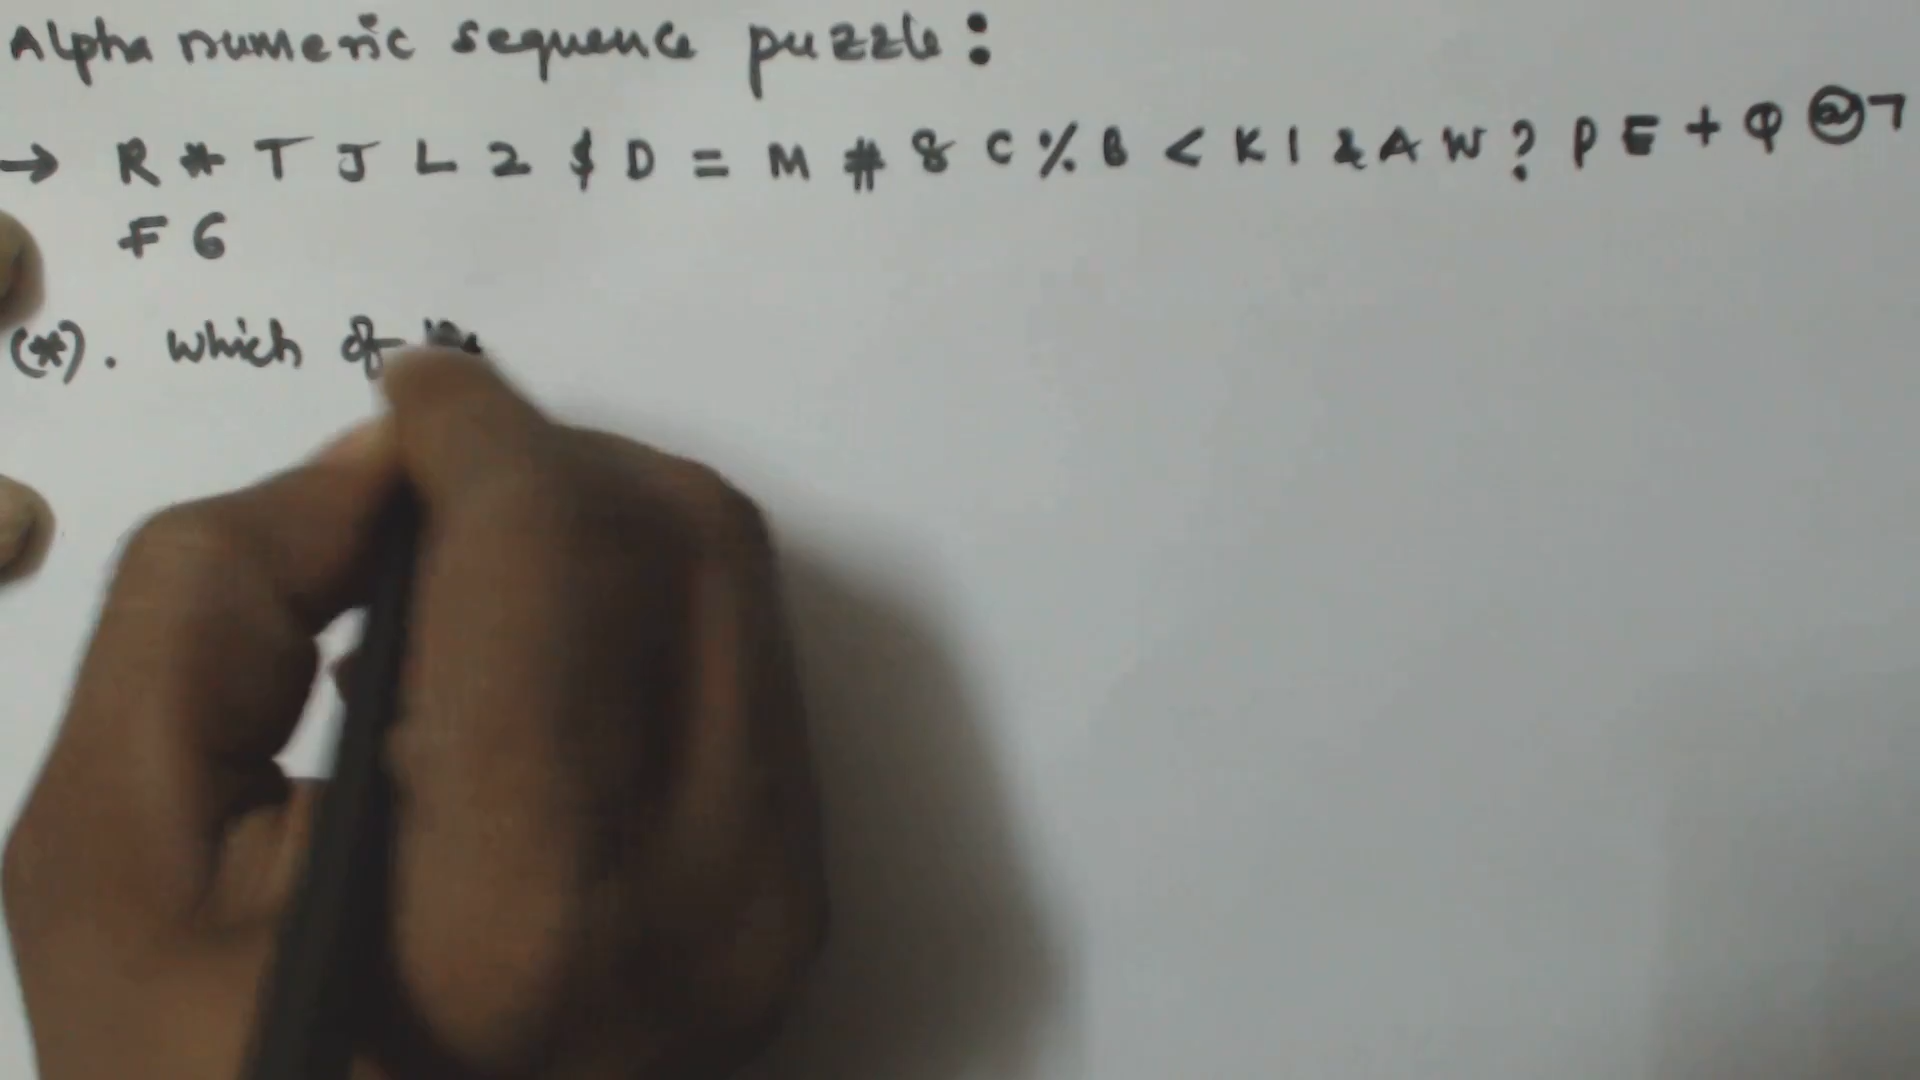 Alpha numeric sequence puzzle:
→ R * T J L 2 $ D = M # 8 C % B < K 1 & A W ? P E + Q @ 7
F 6
(*). Which of